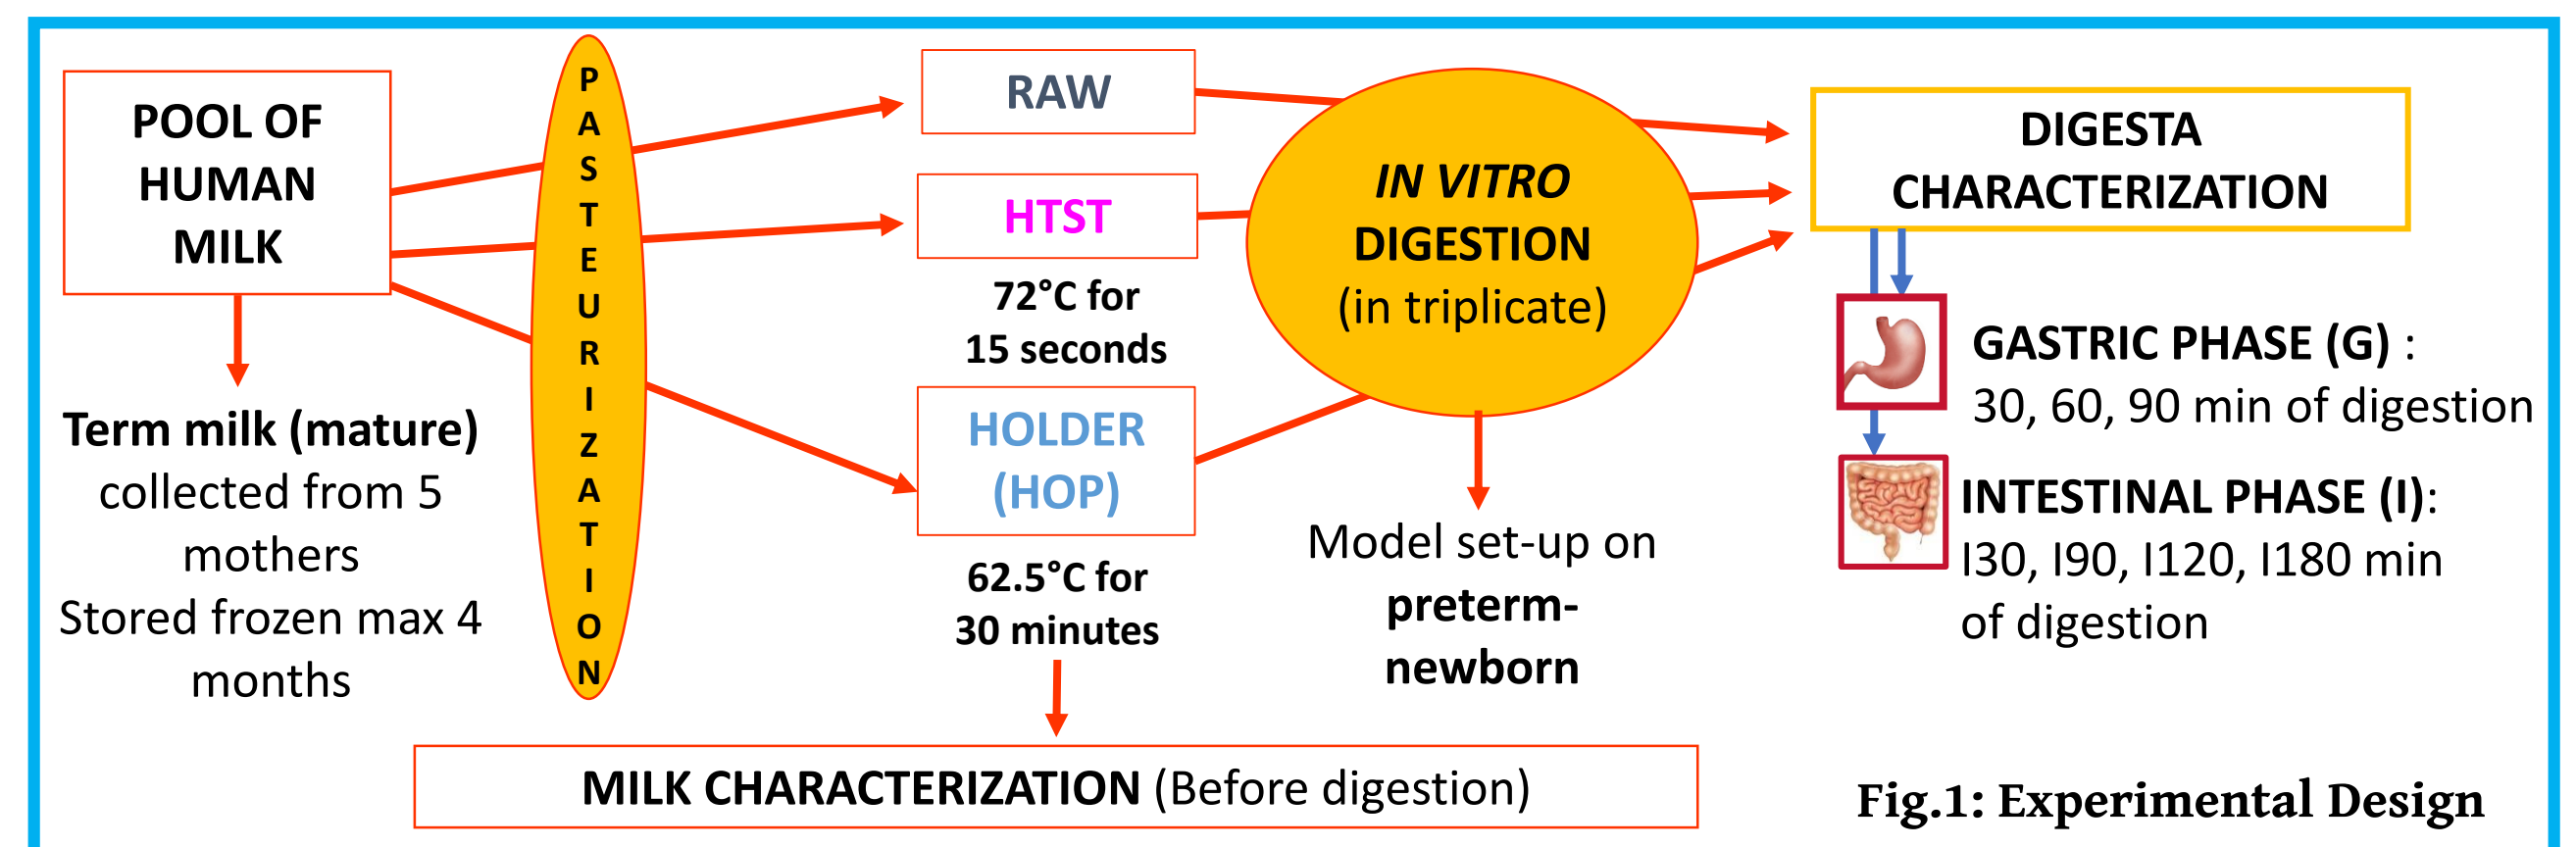 POOL OF
HUMAN
MILK
Term milk (mature)
collected from 5
mothers
Stored frozen max 4
months
PASTEURIZATION
RAW
HTST
72°C for
15 seconds
HOLDER
(HOP)
62.5°C for
30 minutes
MILK CHARACTERIZATION (Before digestion)
IN VITRO
DIGESTION
(in triplicate)
Model set-up on
preterm-
newborn
DIGESTA
CHARACTERIZATION
GASTRIC PHASE (G) :
30, 60, 90 min of digestion
INTESTINAL PHASE (I):
I30, I90, I120, I180 min
of digestion
Fig.1: Experimental Design